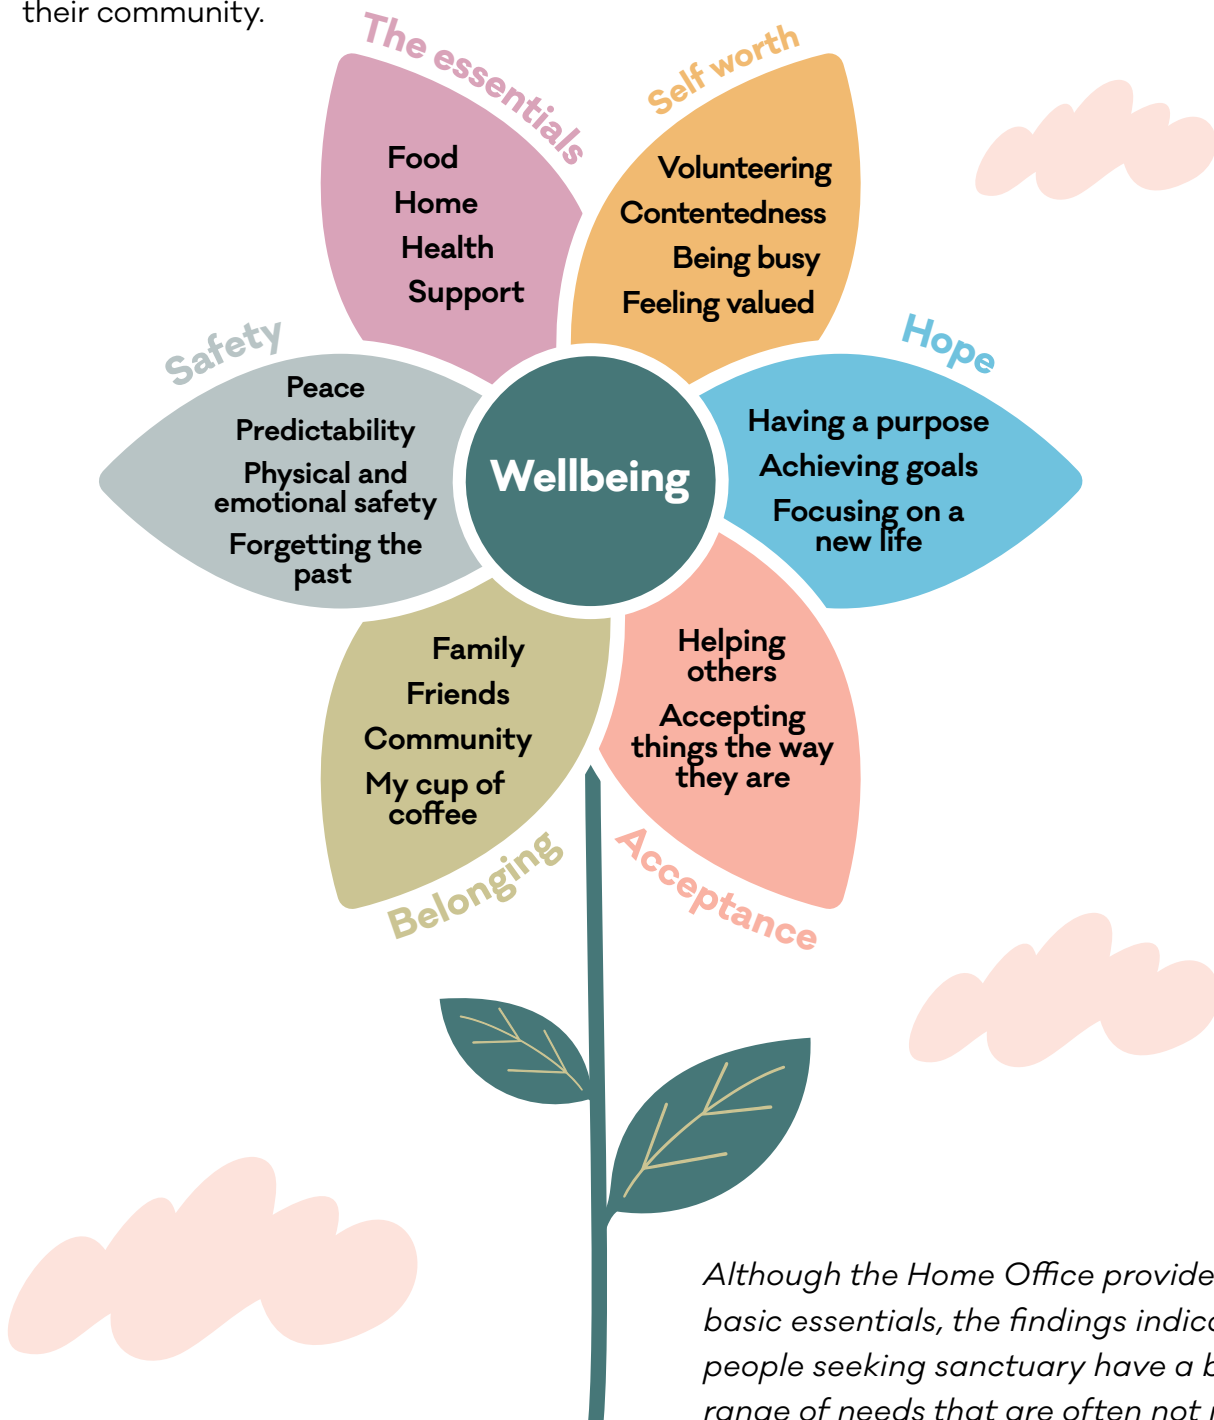 their community.
The essentials
Food
Home
Health
Support
Self worth
Volunteering
Contentedness
Being busy
Feeling valued
Safety
Peace
Predictability
Physical and
emotional safety
Forgetting the
past
Wellbeing
Hope
Having a purpose
Achieving goals
Focusing on a
new life
Family
Friends
Community
My cup of
coffee
Belonging
Helping
others
Accepting
things the way
they are
Acceptance
Although the Home Office provide
basic essentials, the findings
people seeking sanctuary have a
range of needs that are often not